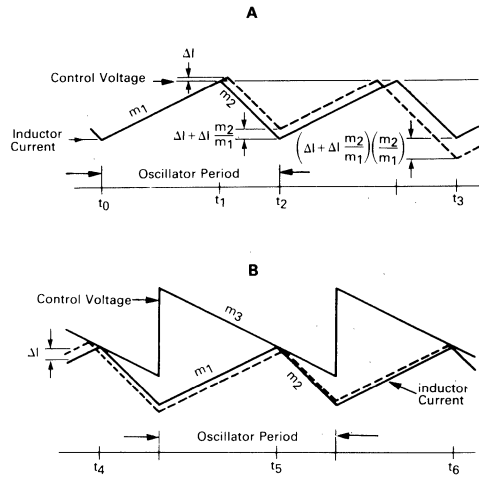 A
ΔI
Control Voltage
m1
m2
Inductor
Current
ΔI + ΔI m2/m1
(ΔI + ΔI m2/m1)(m2/m1)
Oscillator Period
t0
t1
t2
t3
B
Control Voltage
m3
ΔI
m1
m2
inductor
Current
Oscillator Period
t4
t5
t6